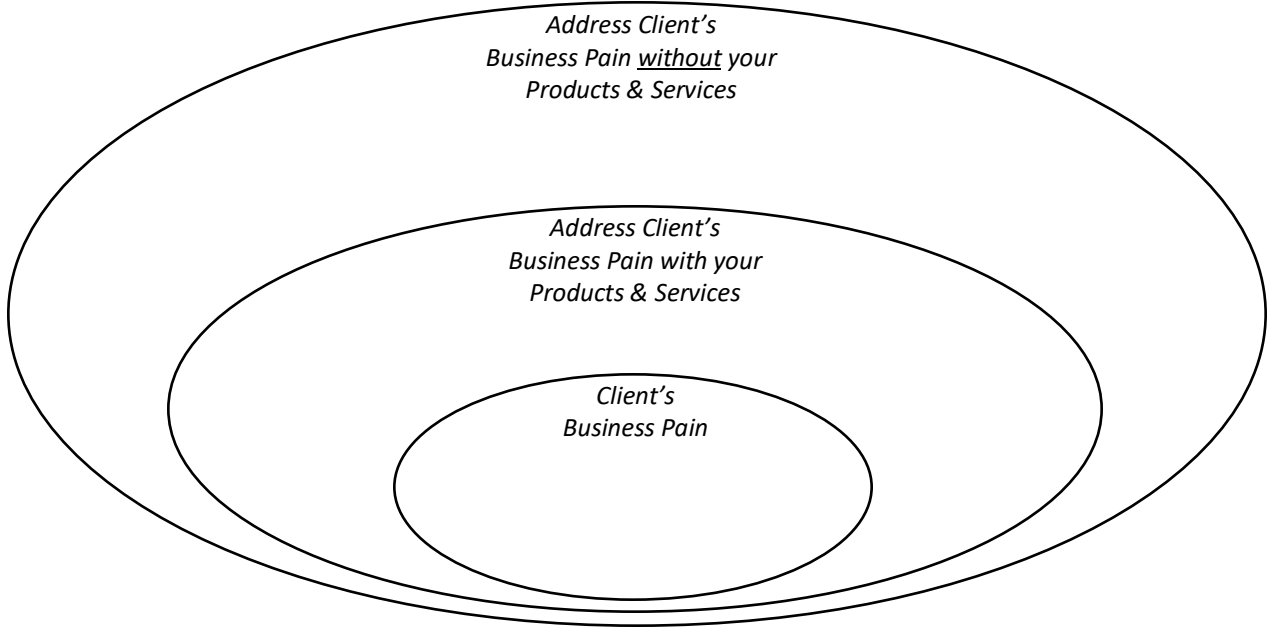 Address Client’s
Business Pain without your
Products & Services
Address Client’s
Business Pain with your
Products & Services
Client’s
Business Pain